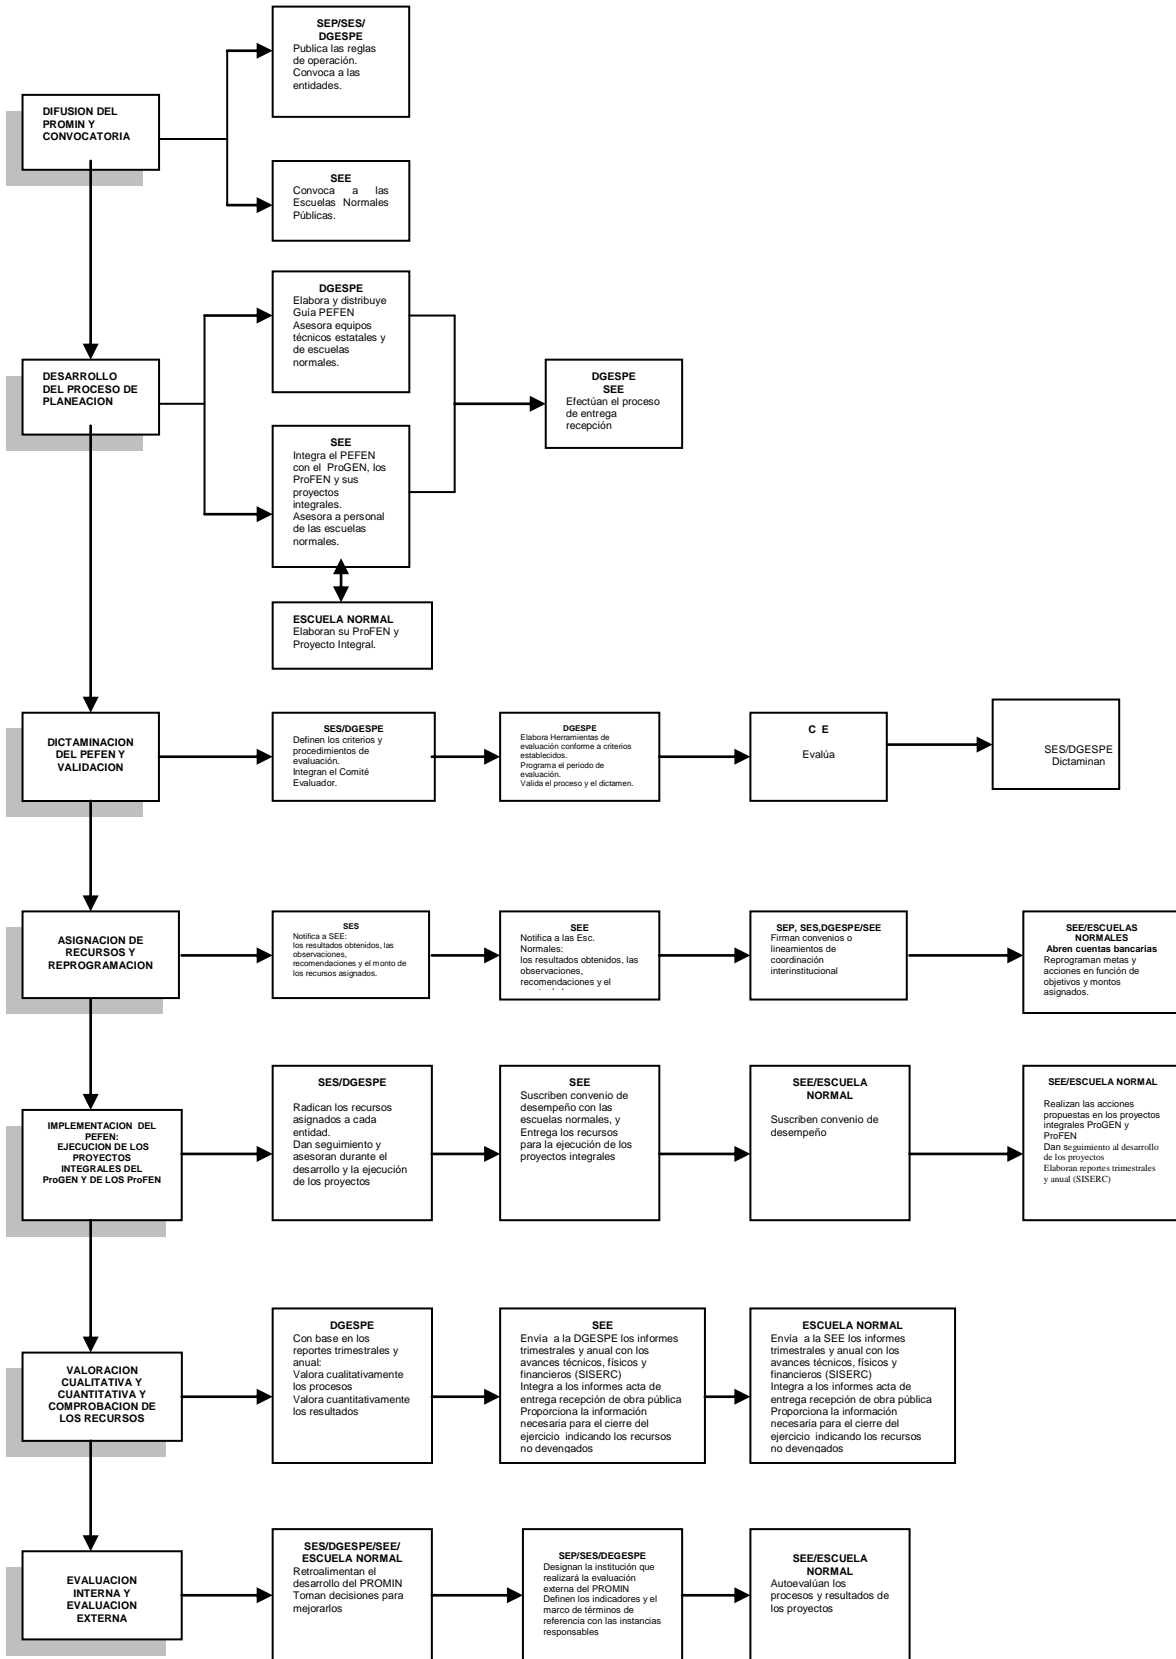 SEP/SES/
DGESPE
Publica las reglas
de operación.
Convoca a las
entidades.
DIFUSION DEL
PROMIN Y
CONVOCATORIA
SEE
Convoca a las
Escuelas Normales
Públicas.
DGESPE
Elabora y distribuye
Guía PEFEN
Asesora equipos
técnicos estatales y
de escuelas
normales.
DESARROLLO
DEL PROCESO DE
PLANEACION
DGESPE
SEE
Efectúan el proceso
de entrega
recepción
SEE
Integra el PEFEN
con el ProGEN, los
ProFEN y sus
proyectos
integrales.
Asesora a personal
de las escuelas
normales.
ESCUELA NORMAL
Elaboran su ProFEN y
Proyecto Integral.
DICTAMINACION
DEL PEFEN Y
VALIDACION
SES/DGESPE
Definen los criterios y
procedimientos de
evaluación.
Integran el Comité
Evaluador.
DGESPE
Elabora Herramientas de
evaluación conforme a criterios
establecidos.
Programa el periodo de
evaluación.
Valida el proceso y el dictamen.
C E
Evalúa
SES/DGESPE
Dictaminan
ASIGNACION DE
RECURSOS Y
REPROGRAMACION
SES
Notifica a SEE:
los resultados obtenidos, las
observaciones,
recomendaciones y el monto de
los recursos asignados.
SEE
Notifica a las Esc.
Normales:
los resultados obtenidos, las
observaciones,
recomendaciones y el
SEP, SES,DGESPE/SEE
Firman convenios o
lineamientos de
coordinación
interinstitucional
SEE/ESCUELAS
NORMALES
Abren cuentas bancarias
Reprograman metas y
acciones en función de
objetivos y montos
asignados.
IMPLEMENTACION DEL
PEFEN:
EJECUCION DE LOS
PROYECTOS
INTEGRALES DEL
ProGEN Y DE LOS ProFEN
SES/DGESPE
Radican los recursos
asignados a cada
entidad.
Dan seguimiento y
asesoran durante el
desarrollo y la ejecución
de los proyectos
SEE
Suscriben convenio de
desempeño con las
escuelas normales, y
Entrega los recursos
para la ejecución de los
proyectos integrales
SEE/ESCUELA
NORMAL
Suscriben convenio de
desempeño
SEE/ESCUELA NORMAL
Realizan las acciones
propuestas en los proyectos
integrales ProGEN y
ProFEN
Dan seguimiento al desarrollo
de los proyectos
Elaboran reportes trimestrales
y anual (SISERC)
VALORACION
CUALITATIVA Y
CUANTITATIVA Y
COMPROBACION DE
LOS RECURSOS
DGESPE
Con base en los
reportes trimestrales y
anual:
Valora cualitativamente
los procesos
Valora cuantitativamente
los resultados
SEE
Envía a la DGESPE los informes
trimestrales y anual con los
avances técnicos, físicos y
financieros (SISERC)
Integra a los informes acta de
entrega recepción de obra pública
Proporciona la información
necesaria para el cierre del
ejercicio indicando los recursos
no devengados
ESCUELA NORMAL
Envía a la SEE los informes
trimestrales y anual con los
avances técnicos, físicos y
financieros (SISERC)
Integra a los informes acta de
entrega recepción de obra pública
Proporciona la información
necesaria para el cierre del
ejercicio indicando los recursos
no devengados
EVALUACION
INTERNA Y
EVALUACION
EXTERNA
SES/DGESPE/SEE/
ESCUELA NORMAL
Retroalimentan el
desarrollo del PROMIN
Toman decisiones para
mejorarlos
SEP/SES/DEGESPE
Designan la institución que
realizará la evaluación
externa del PROMIN
Definen los indicadores y el
marco de términos de
referencia con las instancias
responsables
SEE/ESCUELA
NORMAL
Autoevalúan los
procesos y resultados de
los proyectos